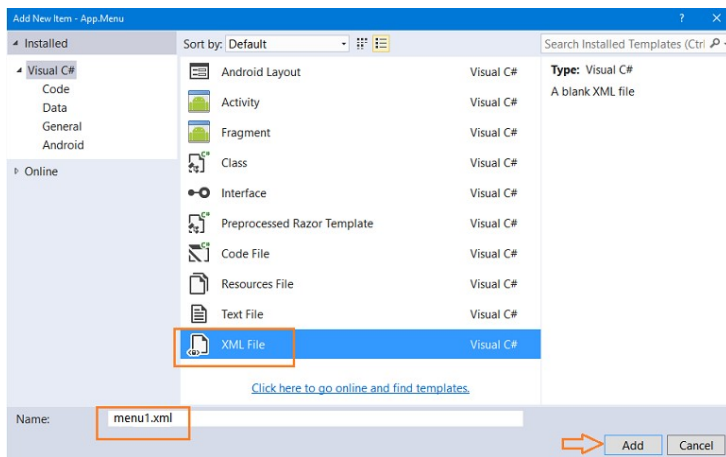 Add New Item - App.Menu
Installed
Sort by: Default
Search Installed Templates (Ctrl
Visual C#
Code
Data
General
Android
Online
Android Layout Visual C#
Activity Visual C#
Fragment Visual C#
Class Visual C#
Interface Visual C#
Preprocessed Razor Template Visual C#
Code File Visual C#
Resources File Visual C#
Text File Visual C#
XML File Visual C#
Click here to go online and find templates.
Type: Visual C#
A blank XML file
Name: menu1.xml
Add Cancel